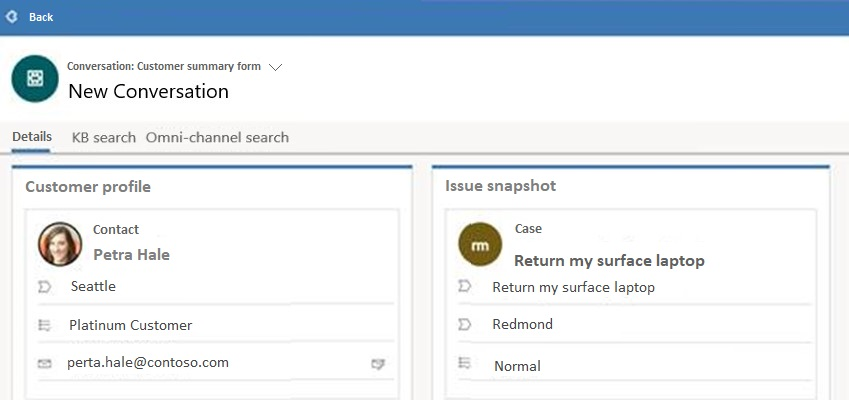 Back
Conversation: Customer summary form
New Conversation
Details KB search Omni-channel search
Customer profile
Contact
Petra Hale
Seattle
Platinum Customer
perta.hale@contoso.com
Issue snapshot
rm
Case
Return my surface laptop
Return my surface laptop
Redmond
Normal